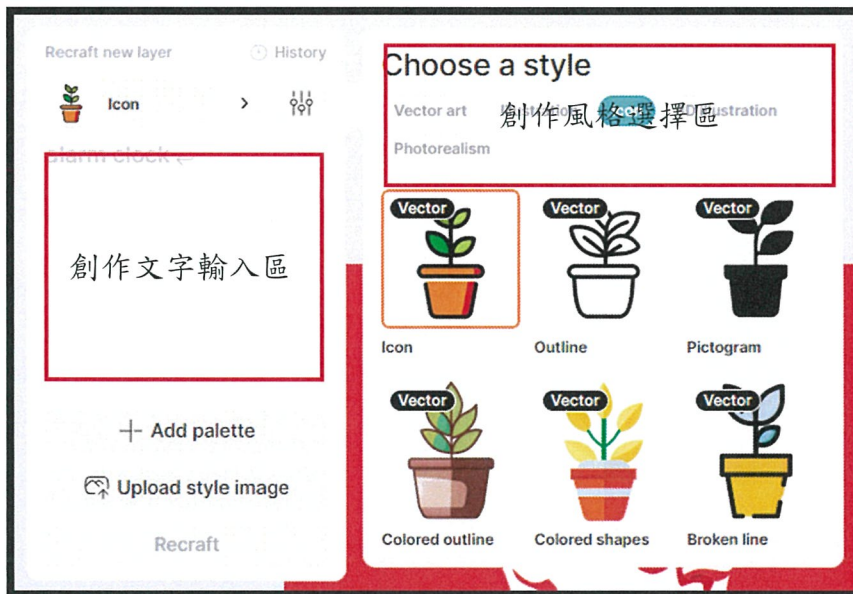 Recraft new layer
History
Icon
alarm clock
創作文字輸入區
Add palette
Upload style image
Recraft
Choose a style
Vector art
創作風格選擇區
Photorealism
Vector
Vector
Vector
Icon
Outline
Pictogram
Vector
Vector
Vector
Colored outline
Colored shapes
Broken line